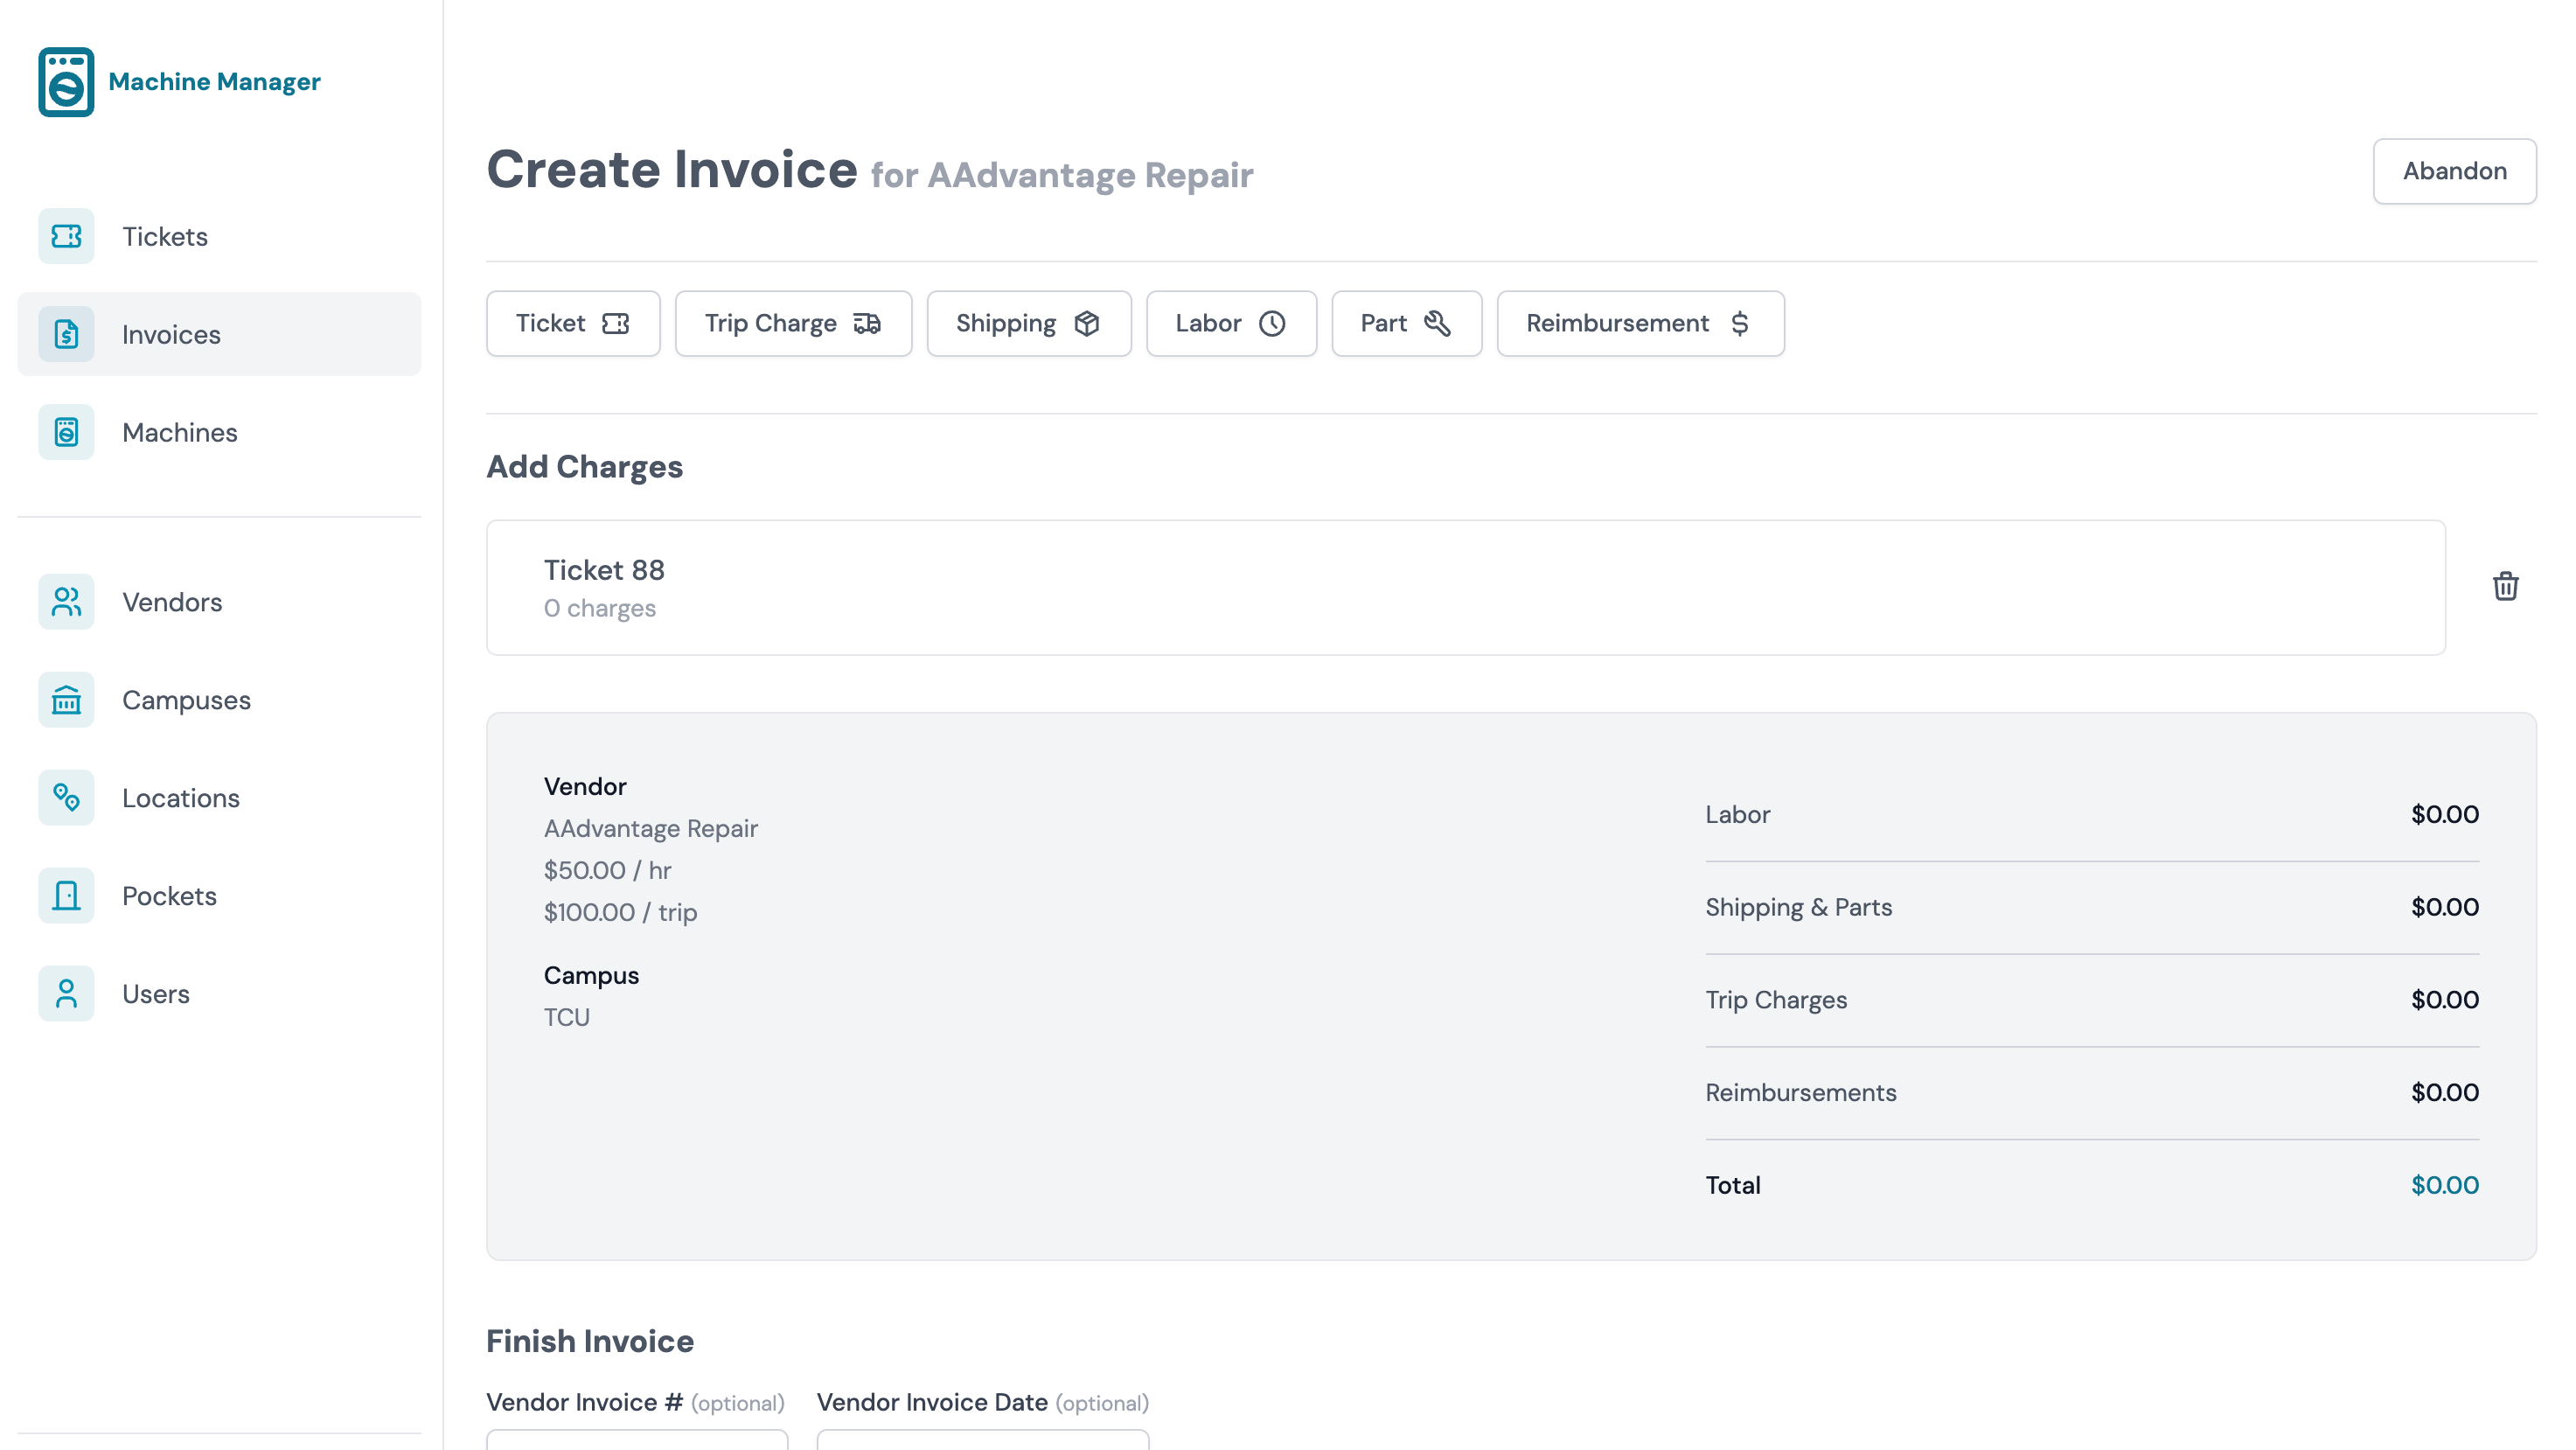 Machine Manager
Tickets
Invoices
Machines
Vendors
Campuses
Locations
Pockets
Users
Create Invoice for AAdvantage Repair
Abandon
Ticket
Trip Charge
Shipping
Labor
Part
Reimbursement $
Add Charges
Ticket 88
0 charges
Vendor
AAdvantage Repair
$50.00 / hr
$100.00 / trip
Campus
TCU
Labor $0.00
Shipping & Parts $0.00
Trip Charges $0.00
Reimbursements $0.00
Total $0.00
Finish Invoice
Vendor Invoice # (optional)
Vendor Invoice Date (optional)